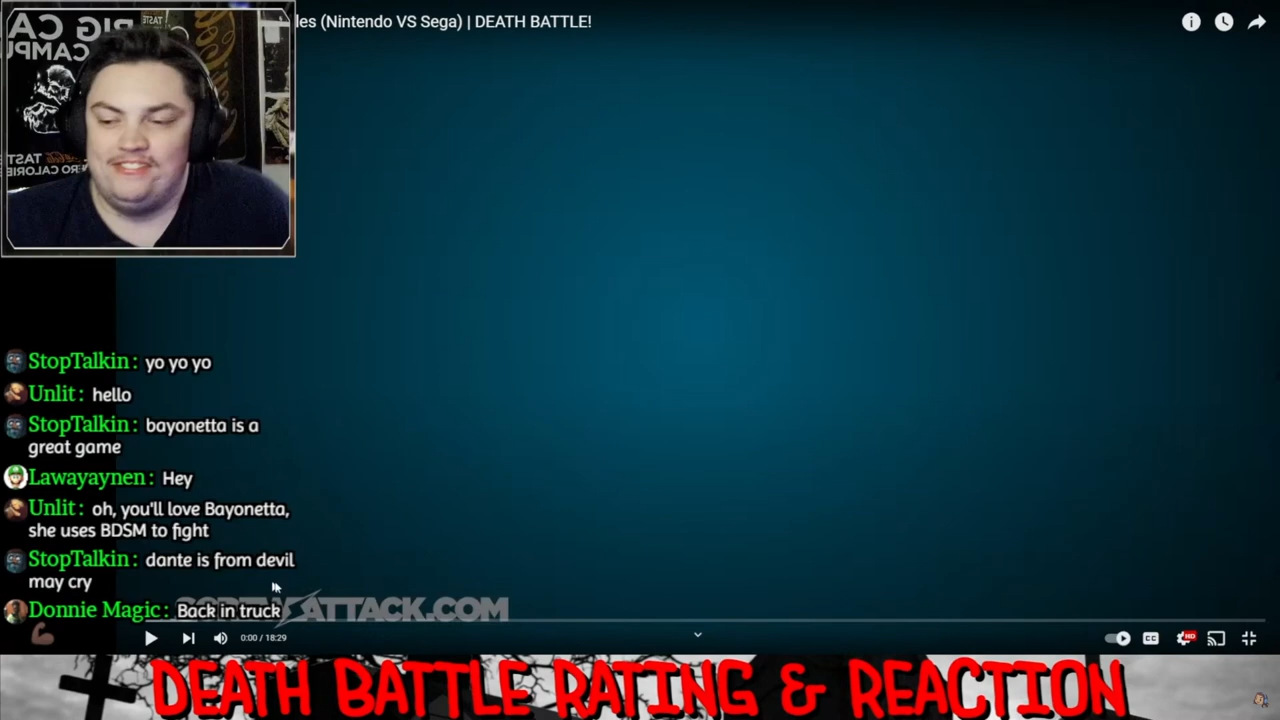 les (Nintendo VS Sega) | DEATH BATTLE!
StopTalkin: yo yo yo
Unlit: hello
StopTalkin: bayonetta is a
great game
Lawayaynen: Hey
Unlit: oh, you'll love Bayonetta,
she uses BDSM to fight
StopTalkin: dante is from devil
may cry
Donnie Magic: Back in truck
ATTACK.COM
0:00 / 18:29
CC
HD
DEATH BATTLE RATING & REACTION